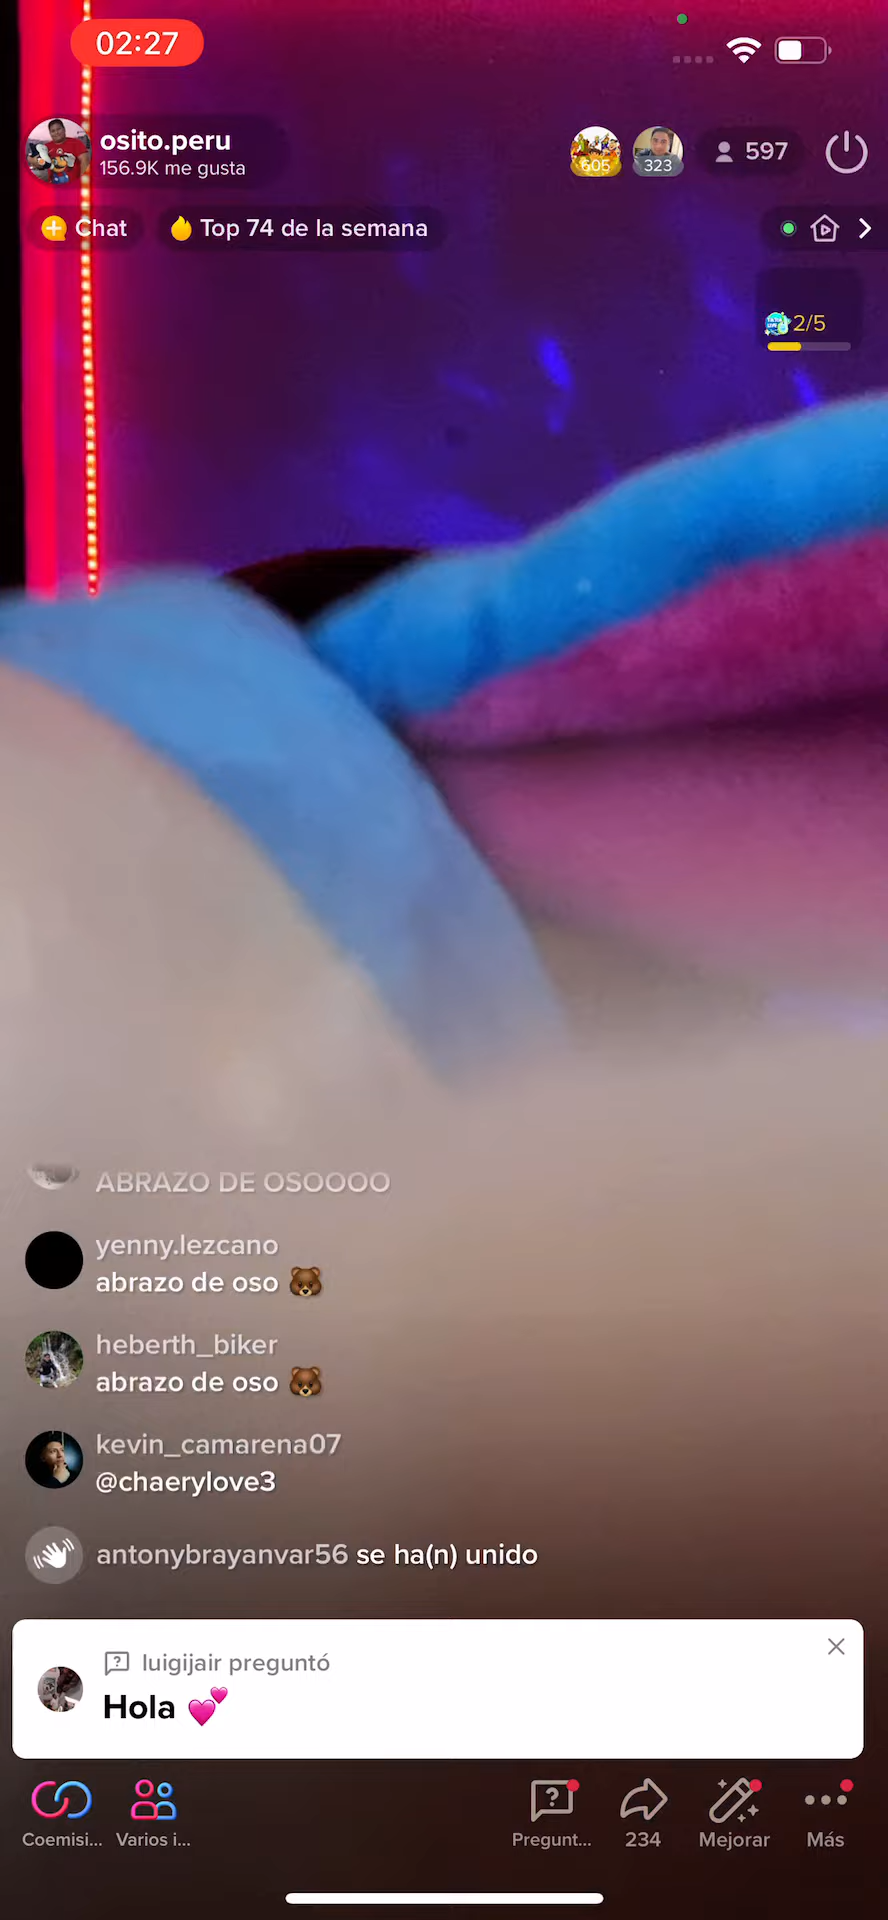 02:27
osito.peru
156.9K me gusta
605
323
597
Chat
Top 74 de la semana
2/5
ABRAZO DE OSOOOO
yenny.lezcano
abrazo de oso 🐻
heberth_biker
abrazo de oso 🐻
kevin_camarena07
@chaerylove3
antonybrayanvar56 se ha(n) unido
luigijair preguntó
Hola 💕
Coemisi...
Varios i...
Pregunt...
234
Mejorar
Más